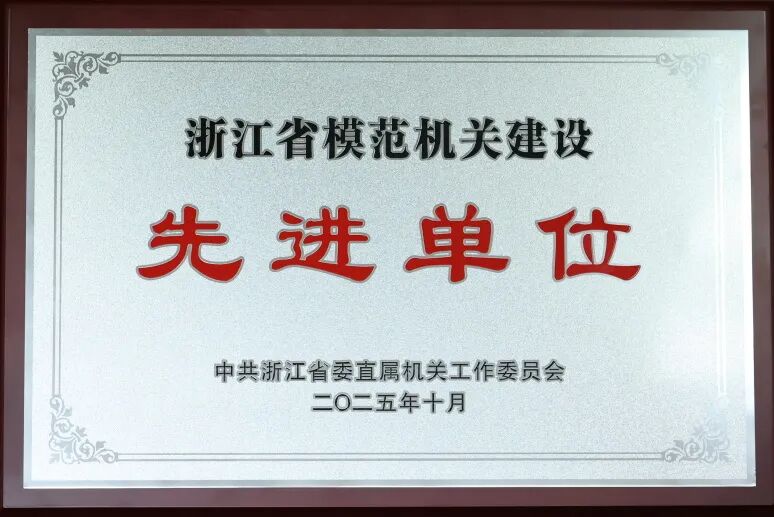 浙江省模范机关建设
先进单位
中共浙江省委直属机关工作委员会
二〇二五年十月